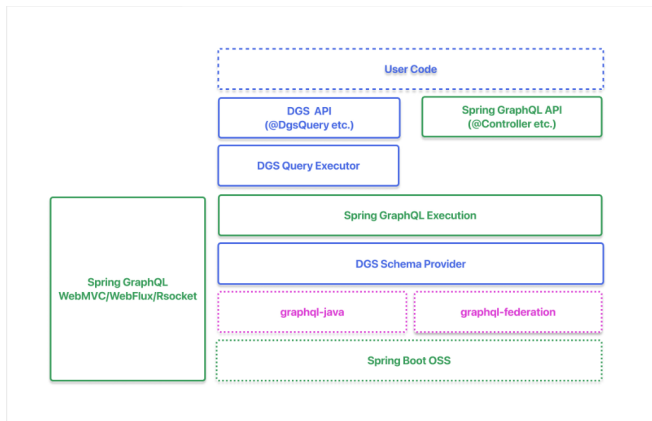 User Code
DGS API
(@DgsQuery etc.)
Spring GraphQL API
(@Controller etc.)
DGS Query Executor
Spring GraphQL Execution
Spring GraphQL
WebMVC/WebFlux/Rsocket
DGS Schema Provider
graphql-java
graphql-federation
Spring Boot OSS